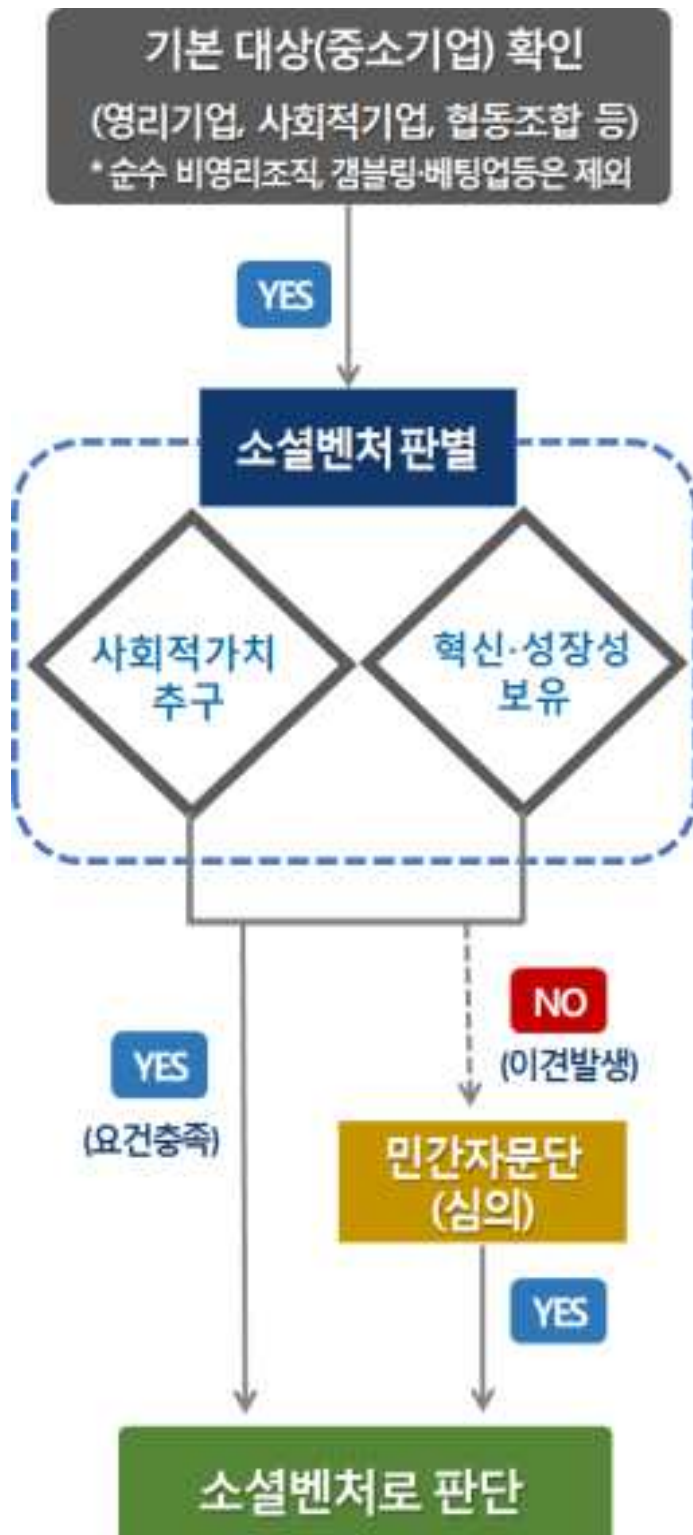 기본 대상(중소기업) 확인
(영리기업, 사회적기업, 협동조합 등)
* 순수 비영리조직, 갬블링·베팅업등은 제외
YES
소셜벤처 판별
사회적가치
추구
혁신·성장성
보유
YES
(요건충족)
NO
(이견발생)
민간자문단
(심의)
YES
소셜벤처로 판단